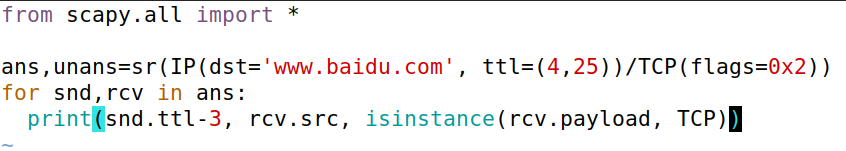 from scapy.all import *
ans,unans=sr(IP(dst='www.baidu.com', ttl=(4,25))/TCP(flags=0x2))
for snd,rcv in ans:
  print(snd.ttl-3, rcv.src, isinstance(rcv.payload, TCP))
~